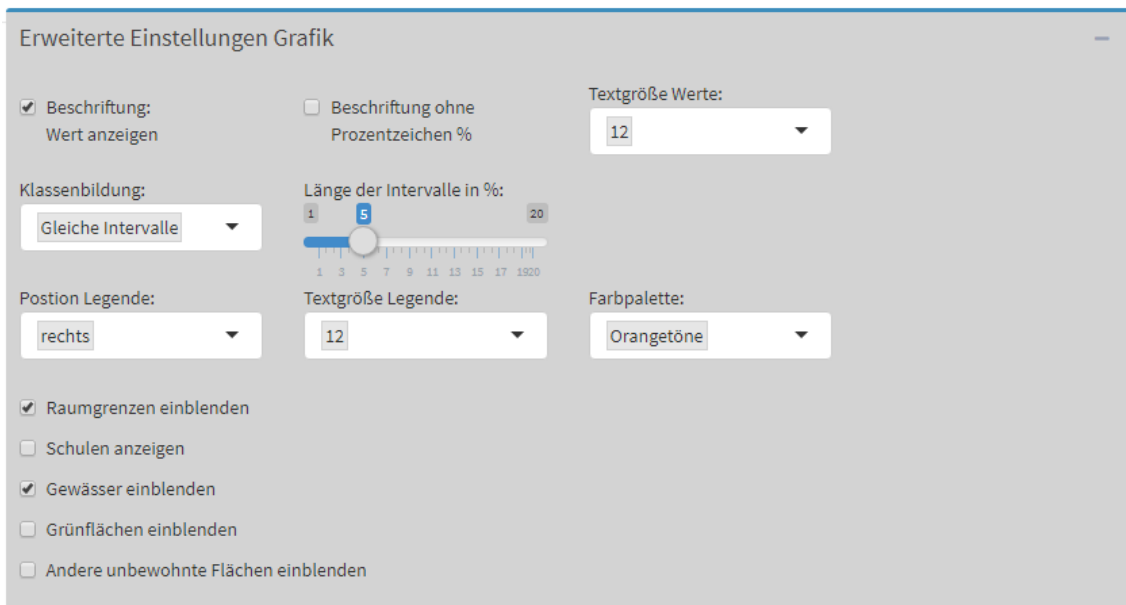 Erweiterte Einstellungen Grafik
Beschriftung:
Wert anzeigen
Beschriftung ohne
Prozentzeichen %
Textgröße Werte:
12
Klassenbildung:
Gleiche Intervalle
Länge der Intervalle in %:
1 5 20
1 3 5 7 9 11 13 15 17 1920
Postion Legende:
rechts
Textgröße Legende:
12
Farbpalette:
Orangetöne
Raumgrenzen einblenden
Schulen anzeigen
Gewässer einblenden
Grünflächen einblenden
Andere unbewohnte Flächen einblenden